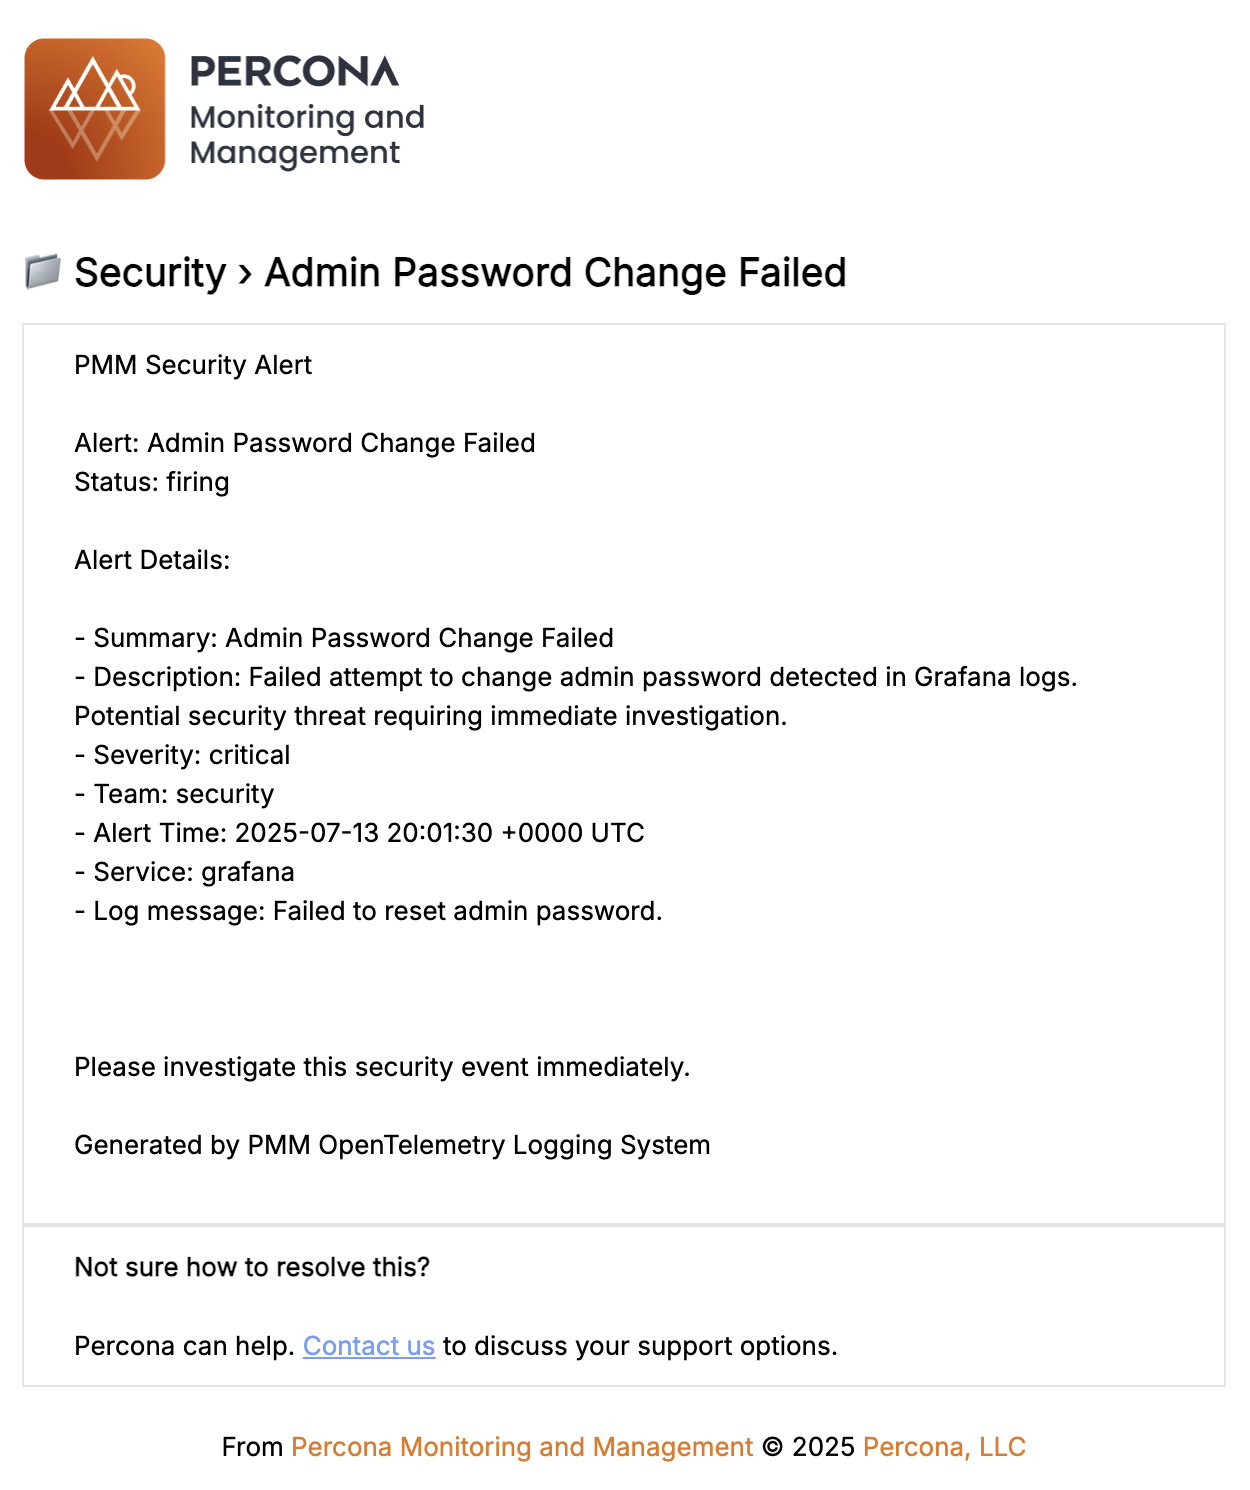 PERCONA
Monitoring and
Management
Security › Admin Password Change Failed
PMM Security Alert
Alert: Admin Password Change Failed
Status: firing
Alert Details:
- Summary: Admin Password Change Failed
- Description: Failed attempt to change admin password detected in Grafana logs.
Potential security threat requiring immediate investigation.
- Severity: critical
- Team: security
- Alert Time: 2025-07-13 20:01:30 +0000 UTC
- Service: grafana
- Log message: Failed to reset admin password.
Please investigate this security event immediately.
Generated by PMM OpenTelemetry Logging System
Not sure how to resolve this?
Percona can help. Contact us to discuss your support options.
From Percona Monitoring and Management © 2025 Percona, LLC